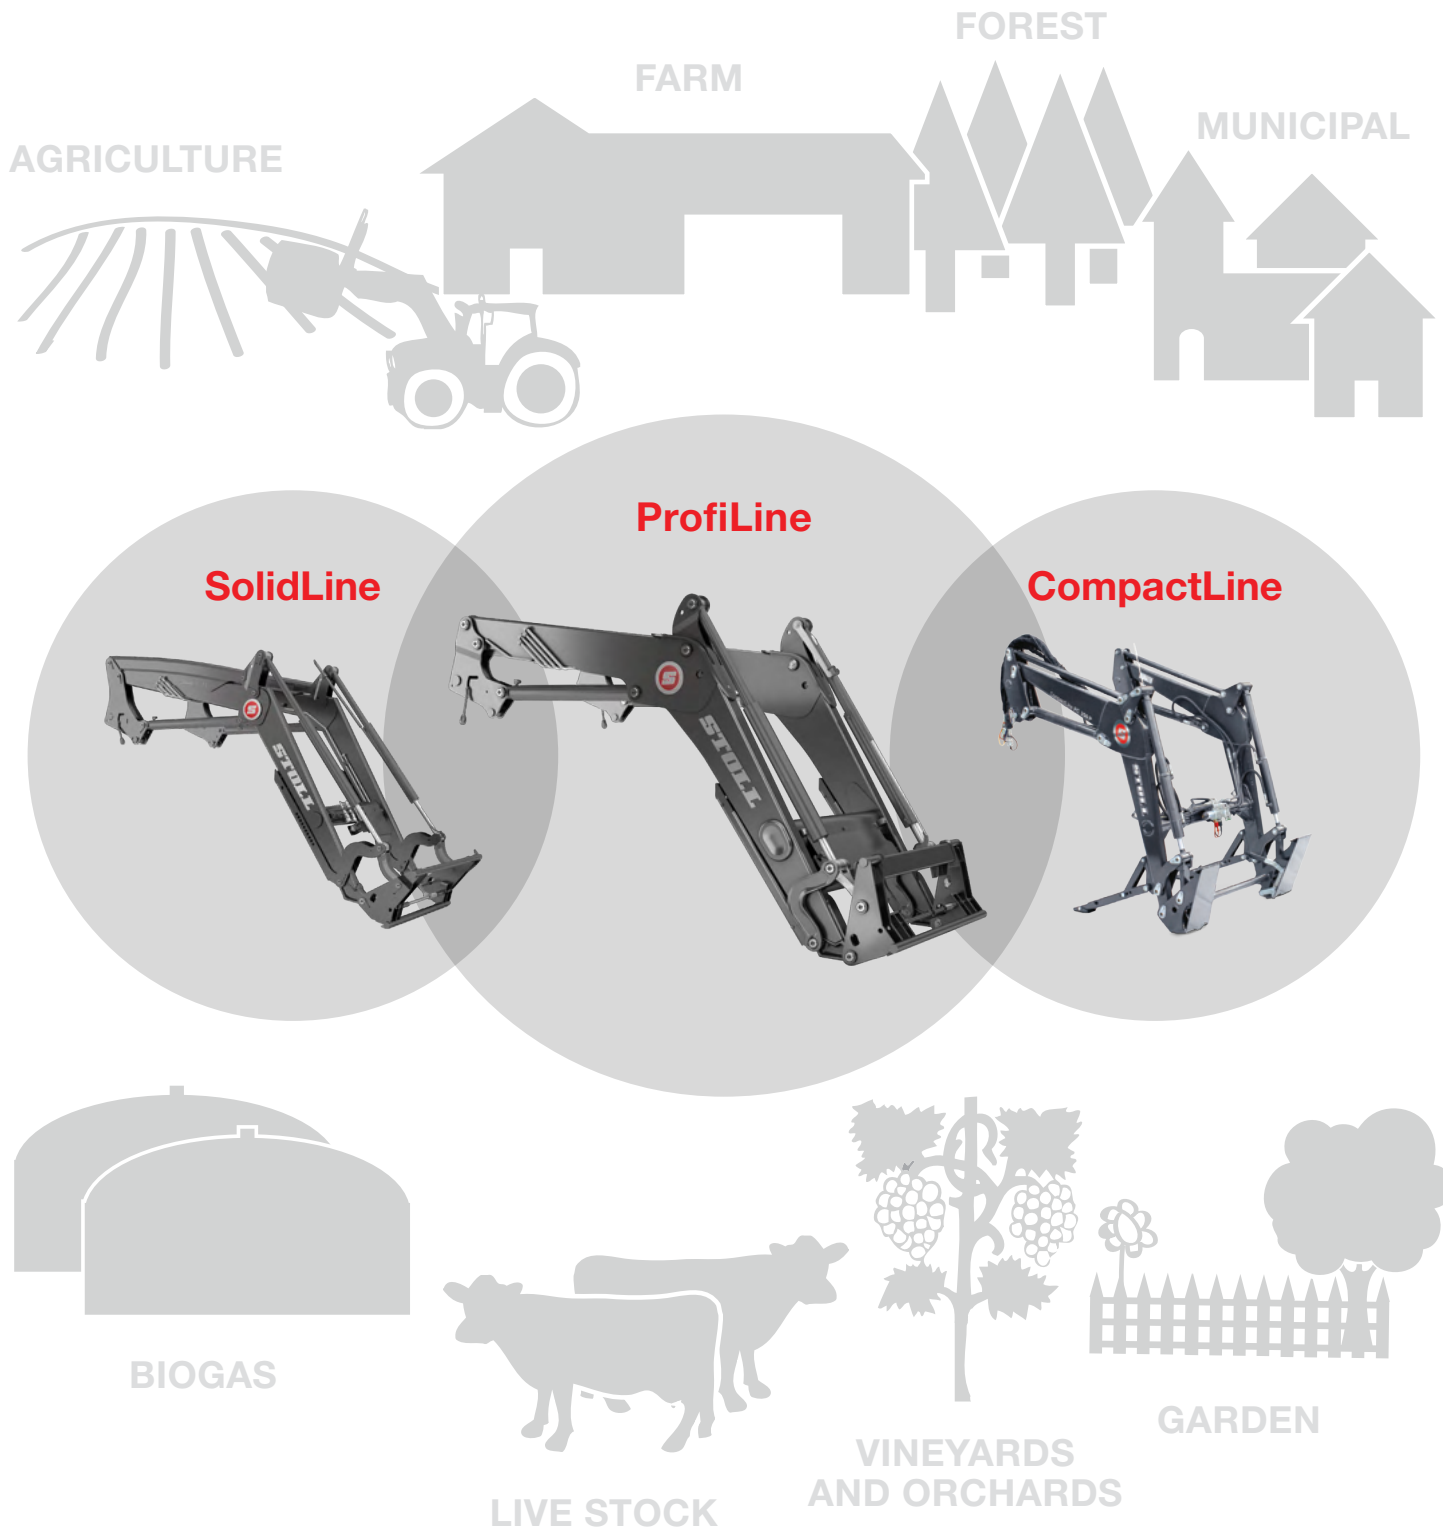 FOREST
FARM
MUNICIPAL
AGRICULTURE
ProfiLine
SolidLine
CompactLine
S
STOLL
S
STOLL
STOLL
BIOGAS
GARDEN
VINEYARDS
AND ORCHARDS
LIVE STOCK